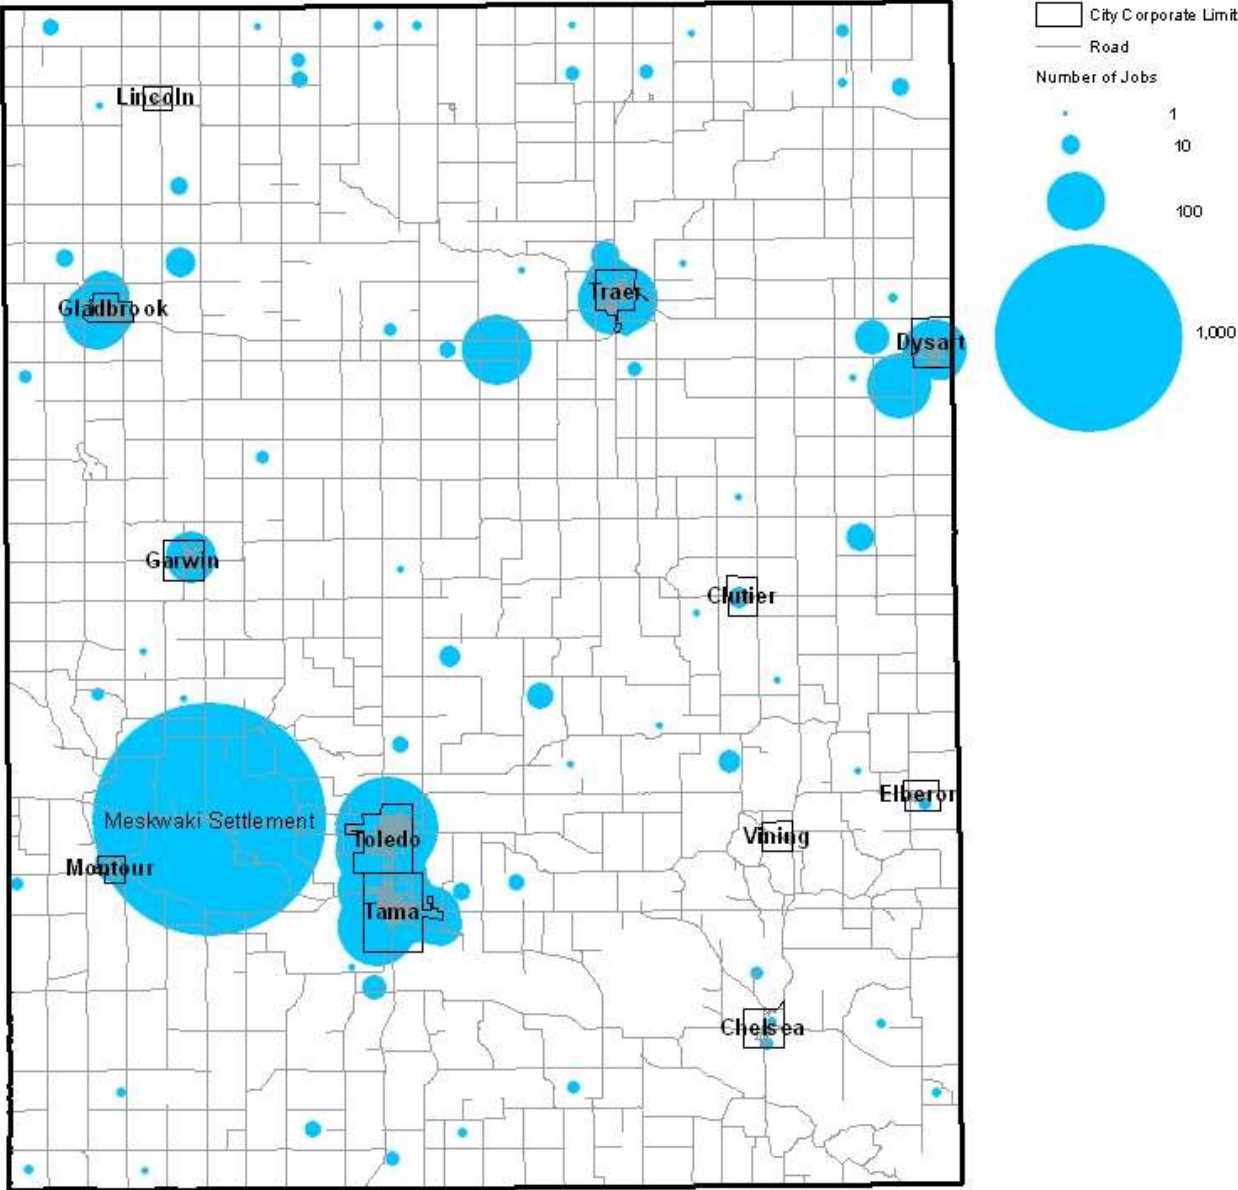 City Corporate Limit
Road
Number of Jobs
1
10
100
1,000
Lincoln
Gladbrook
Traer
Dysart
Garwin
Clutier
Meskwaki Settlement
Elberon
Toledo
Vining
Montour
Tama
Chelsea